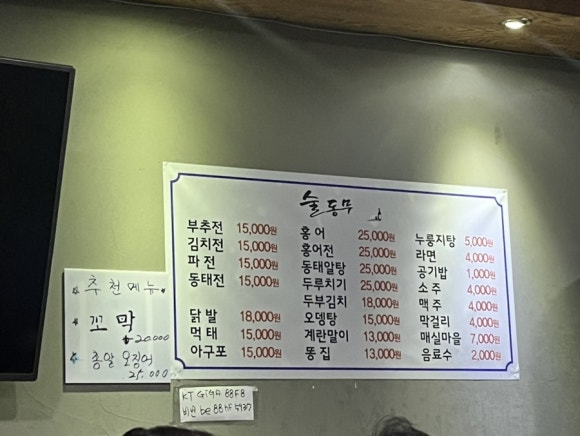 술동무
부추전 15,000원
김치전 15,000원
파 전 15,000원
동태전 15,000원
닭 발 18,000원
먹 태 15,000원
아구포 15,000원
홍 어 25,000원
홍어전 25,000원
동태알탕 25,000원
두루치기 25,000원
두부김치 18,000원
오뎅탕 15,000원
계란말이 13,000원
똥 집 13,000원
누룽지탕 5,000원
라면 4,000원
공기밥 1,000원
소 주 4,000원
맥 주 4,000원
막걸리 4,000원
매실마을 7,000원
음료수 2,000원
추천메뉴
꼬 막
20000
총알 오징어
25.000
KT GiGA 88F8
비번 be88